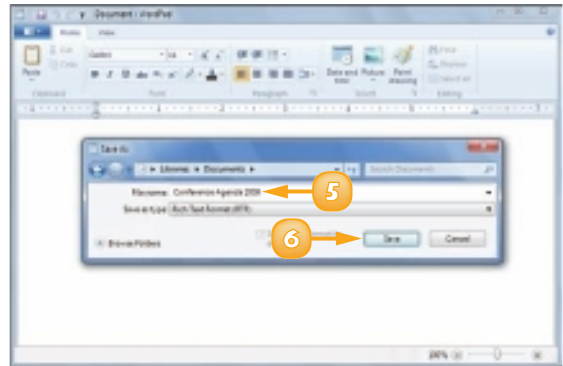 Document - WordPad
Home View
Cut
Copy
Paste
Find
Replace
Select all
Date and time Picture Paint drawing
Clipboard Font Paragraph Insert Editing
Save As
Libraries ▸ Documents ▸ Search Documents
File name: Conference Agenda 5
Save as type: Rich Text Format (RTF)
Browse Folders 6 Save Cancel
100%